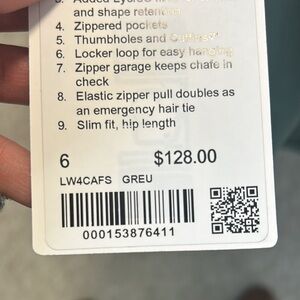 and shape retention
4. Zippered pockets
5. Thumbholes and
6. Locker loop for easy hanging
7. Zipper garage keeps chafe in
check
8. Elastic zipper pull doubles as
an emergency hair tie
9. Slim fit, hip length
6 $128.00
LW4CAFS GREU
000153876411